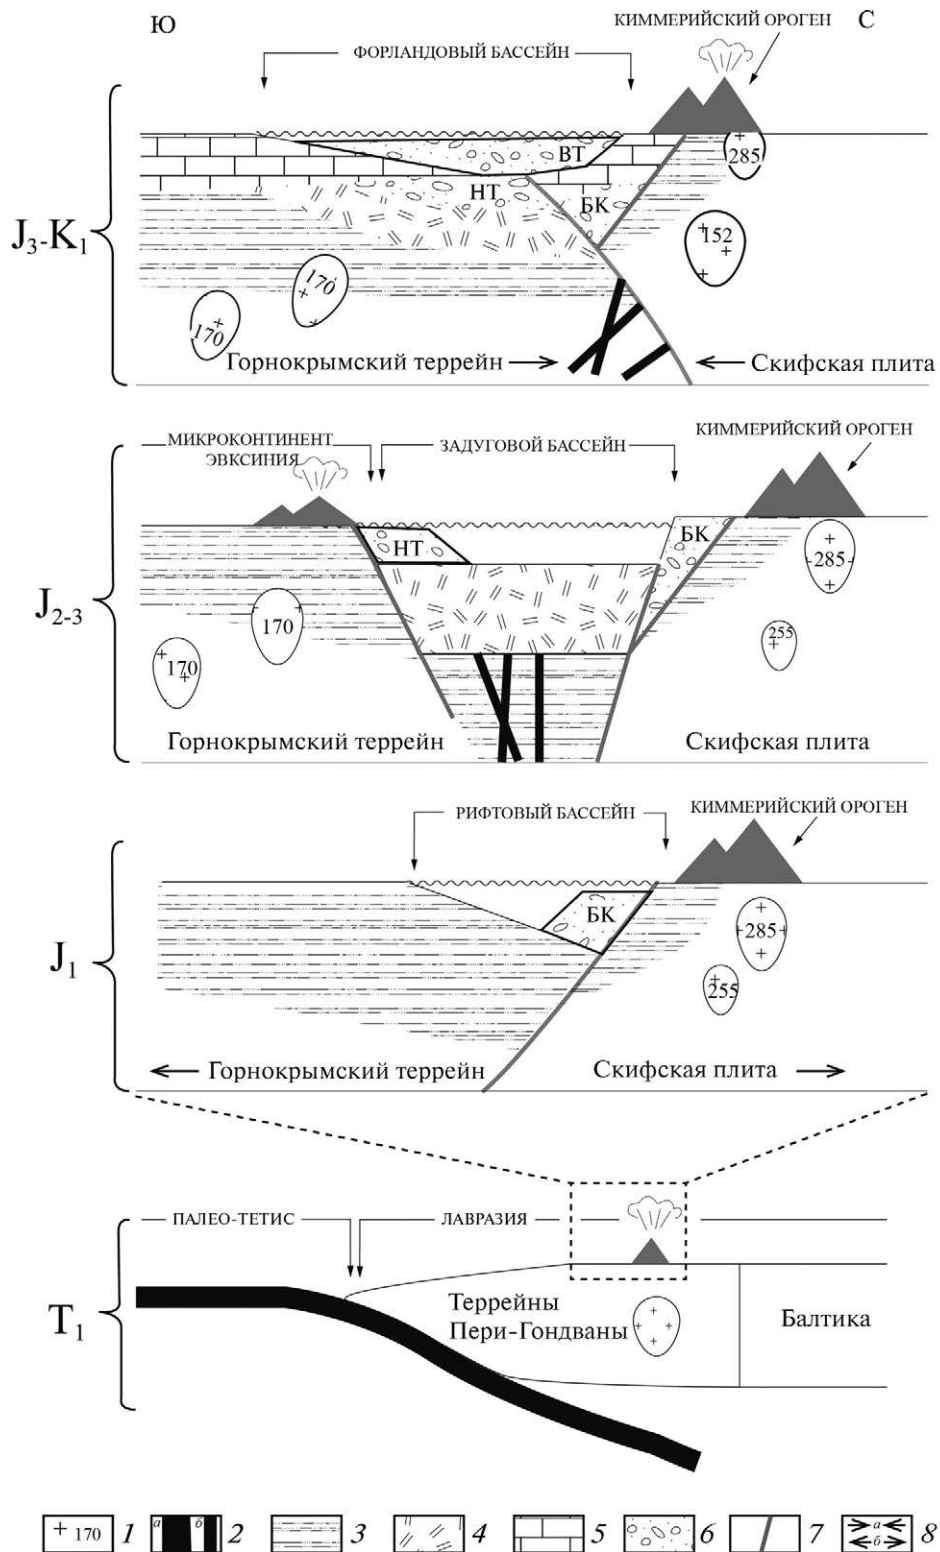 Ю
КИММЕРИЙСКИЙ ОРОГЕН
С
ФОРЛАНДОВЫЙ БАССЕЙН
ВТ
285
НТ
БК
J3-K1
152
170
170
Горнокрымский террейн
Скифская плита
МИКРОКОНТИНЕНТ
ЭВКСИНИЯ
ЗАДУГОВОЙ БАССЕЙН
КИММЕРИЙСКИЙ ОРОГЕН
НТ
БК
285
J2-3
170
255
170
Горнокрымский террейн
Скифская плита
РИФТОВЫЙ БАССЕЙН
КИММЕРИЙСКИЙ ОРОГЕН
БК
285
J1
255
Горнокрымский террейн
Скифская плита
ПАЛЕО-ТЕТИС
ЛАВРАЗИЯ
T1
Террейны
Пери-Гондваны
Балтика
+ 170 1 а б 2 3 4 5 6 7 а б 8